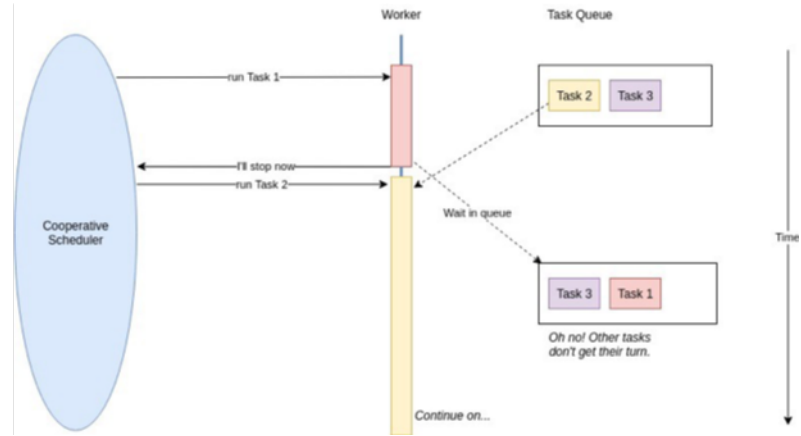 Worker
Task Queue
run Task 1
Task 2
Task 3
I'll stop now
run Task 2
Wait in queue
Cooperative
Scheduler
Time
Task 3
Task 1
Oh no! Other tasks
don't get their turn.
Continue on...